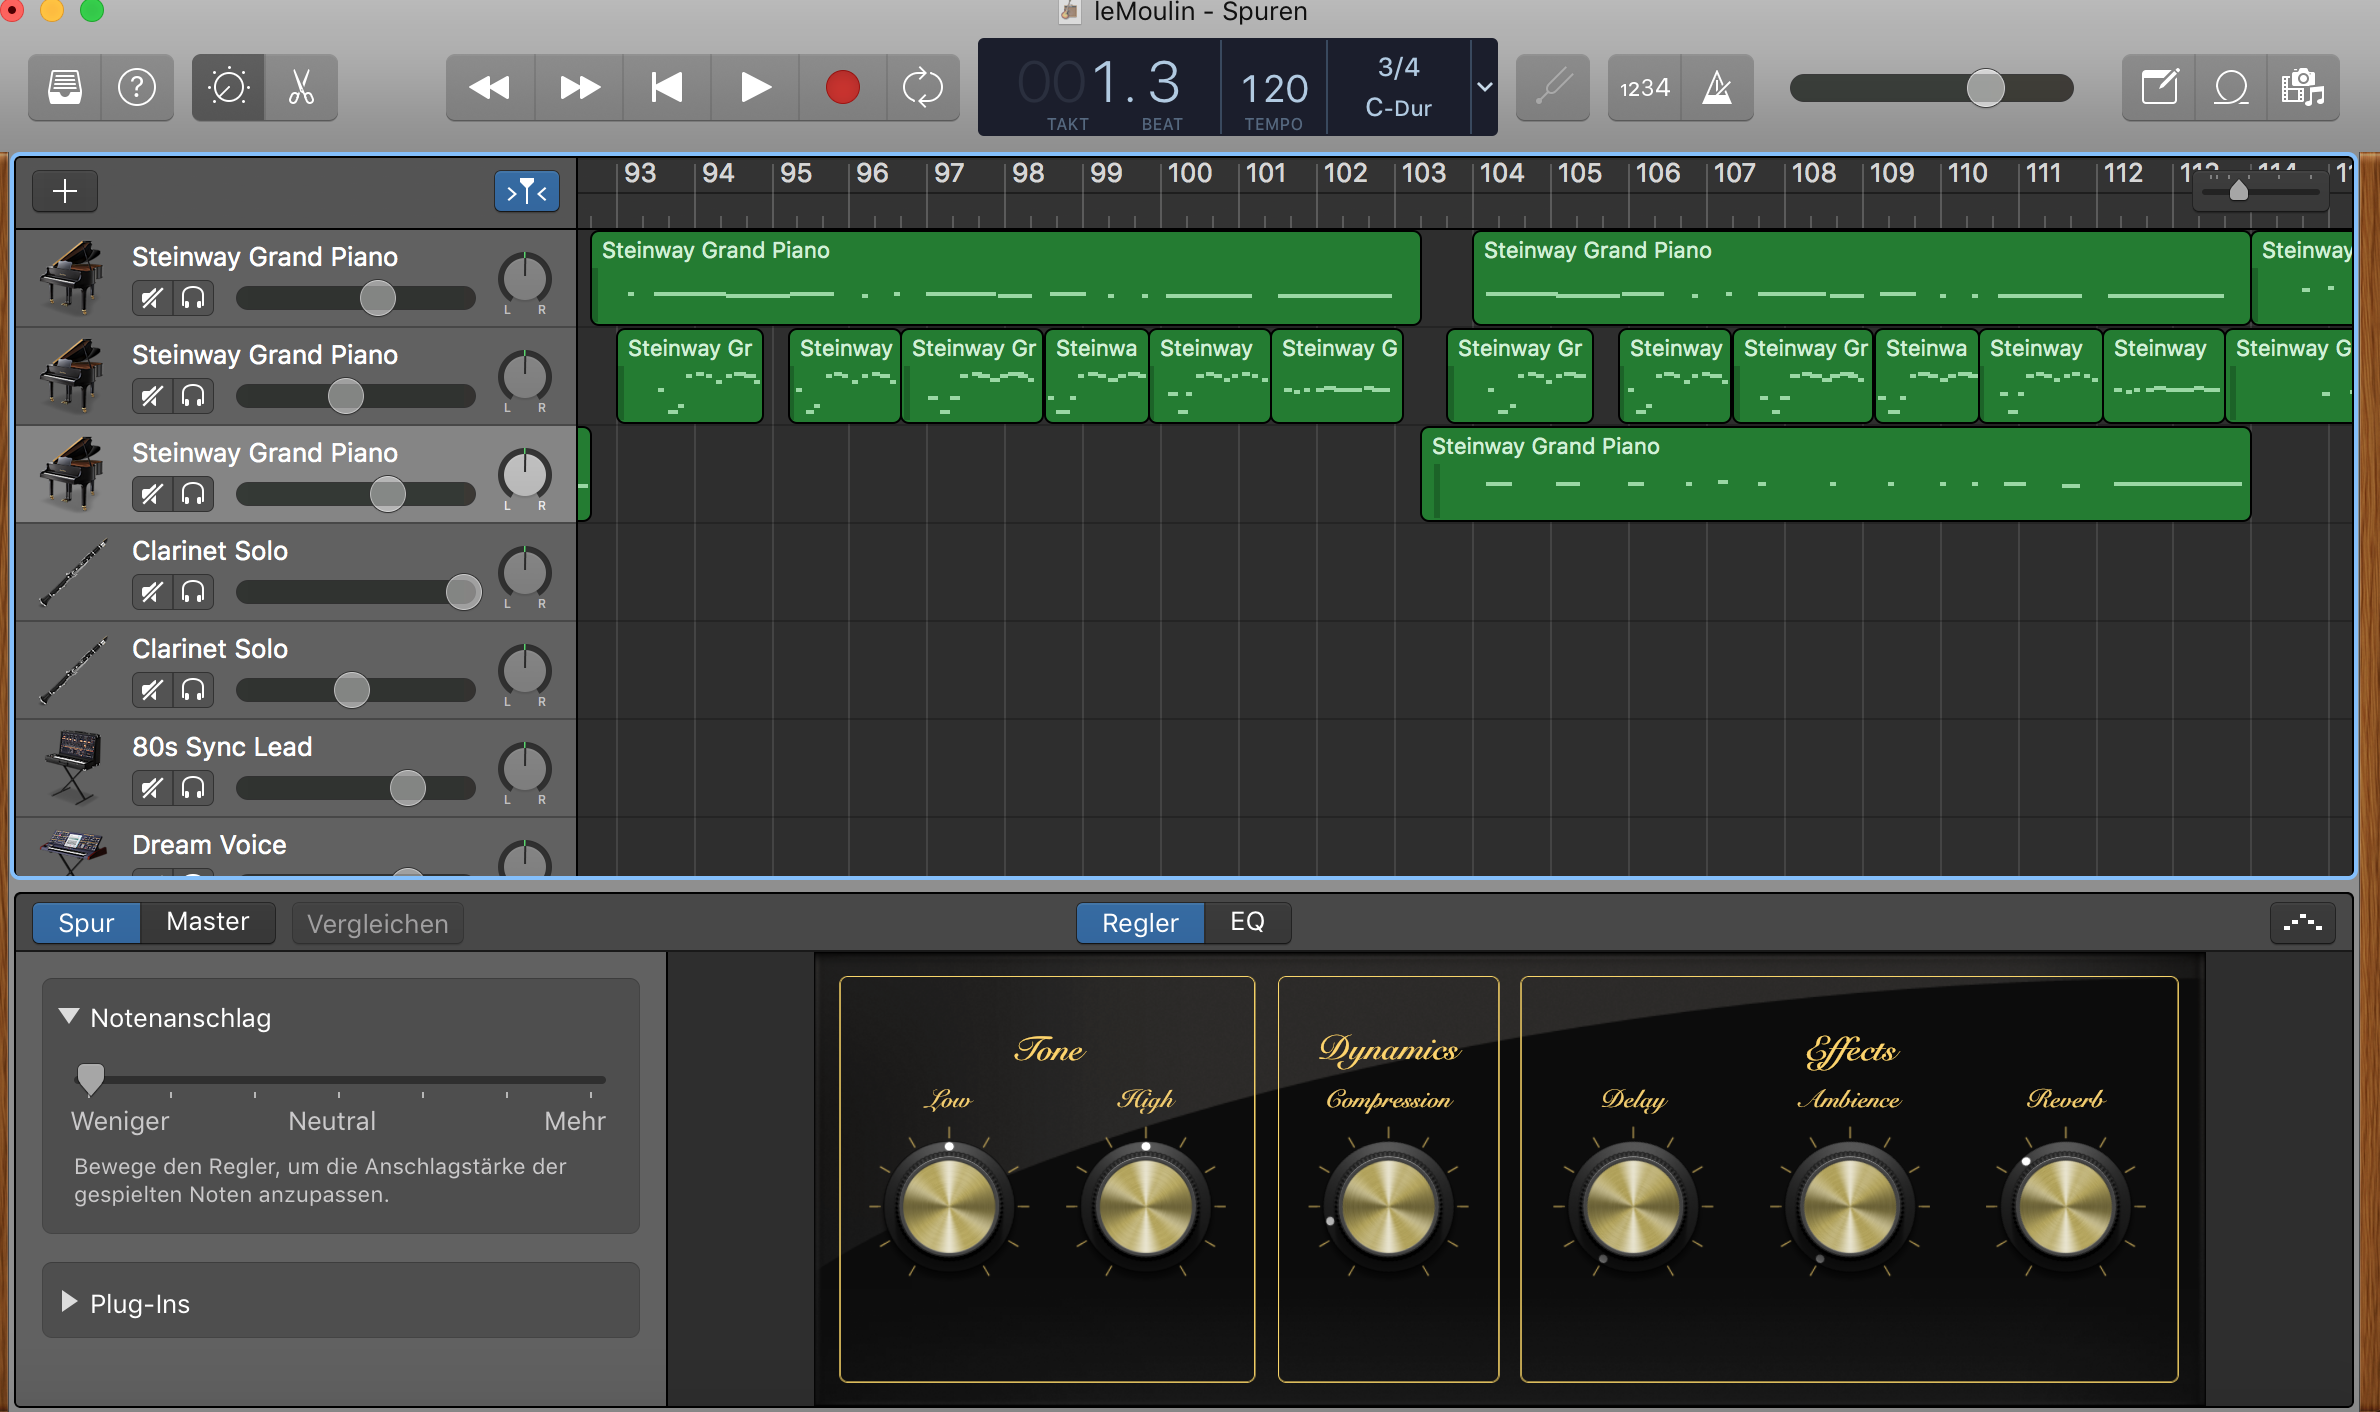 leMoulin - Spuren
001.3
120
3/4
C-Dur
TAKT BEAT TEMPO
1234
93 94 95 96 97 98 99 100 101 102 103 104 105 106 107 108 109 110 111 112 113 114 11
Steinway Grand Piano
L R
Steinway Grand Piano
Steinway Grand Piano
Steinway
Steinway Grand Piano
L R
Steinway Gr
Steinway
Steinway Gr
Steinwa
Steinway
Steinway G
Steinway Gr
Steinway
Steinway Gr
Steinwa
Steinway
Steinway
Steinway G
Steinway Grand Piano
L R
Steinway Grand Piano
Clarinet Solo
L R
Clarinet Solo
L R
80s Sync Lead
L R
Dream Voice
Spur Master Vergleichen Regler EQ
Notenanschlag
Weniger Neutral Mehr
Bewege den Regler, um die Anschlagstärke der
gespielten Noten anzupassen.
Plug-Ins
Tone
Low High
Dynamics
Compression
Effects
Delay Ambience Reverb